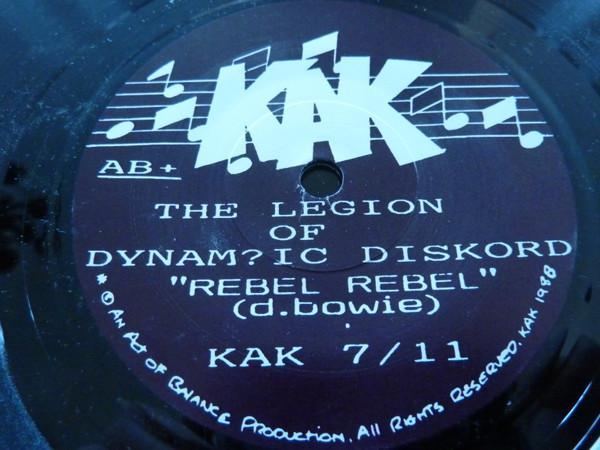 KAK
AB+
THE LEGION
OF
DYNAM?IC DISKORD
"REBEL REBEL"
(d.bowie)
KAK 7/11
* ℗ AN Act OF BALANCE PRODUCTION. All RIGHTS RESERVED. KAK 1988